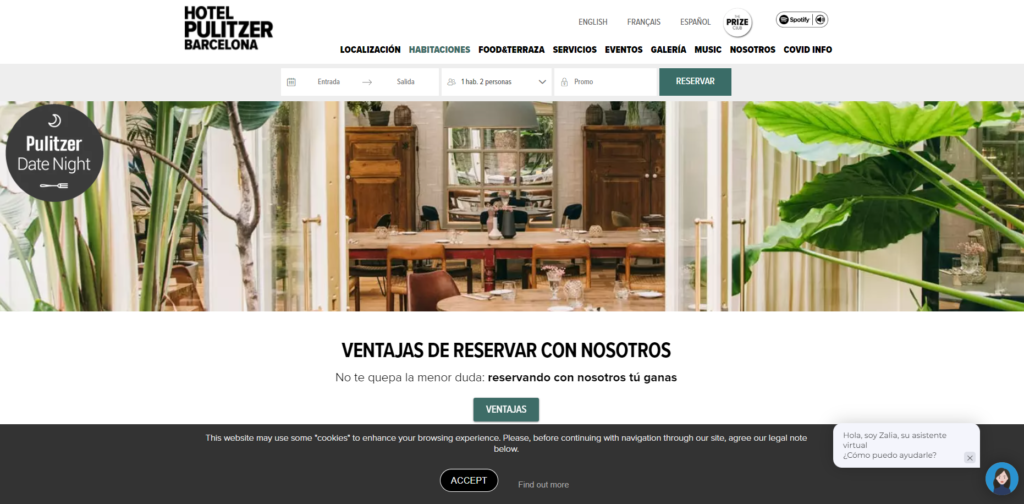 HOTEL
PULITZER
BARCELONA
ENGLISH FRANÇAIS ESPAÑOL THE PRIZE CLUB Spotify
LOCALIZACIÓN HABITACIONES FOOD&TERRAZA SERVICIOS EVENTOS GALERÍA MUSIC NOSOTROS COVID INFO
Entrada Salida 1 hab. 2 personas Promo RESERVAR
Pulitzer
Date Night
VENTAJAS DE RESERVAR CON NOSOTROS
No te quepa la menor duda: reservando con nosotros tú ganas
VENTAJAS
This website may use some "cookies" to enhance your browsing experience. Please, before continuing with navigation through our site, agree our legal note
below.
ACCEPT Find out more
Hola, soy Zalia, su asistente
virtual
¿Cómo puedo ayudarle?